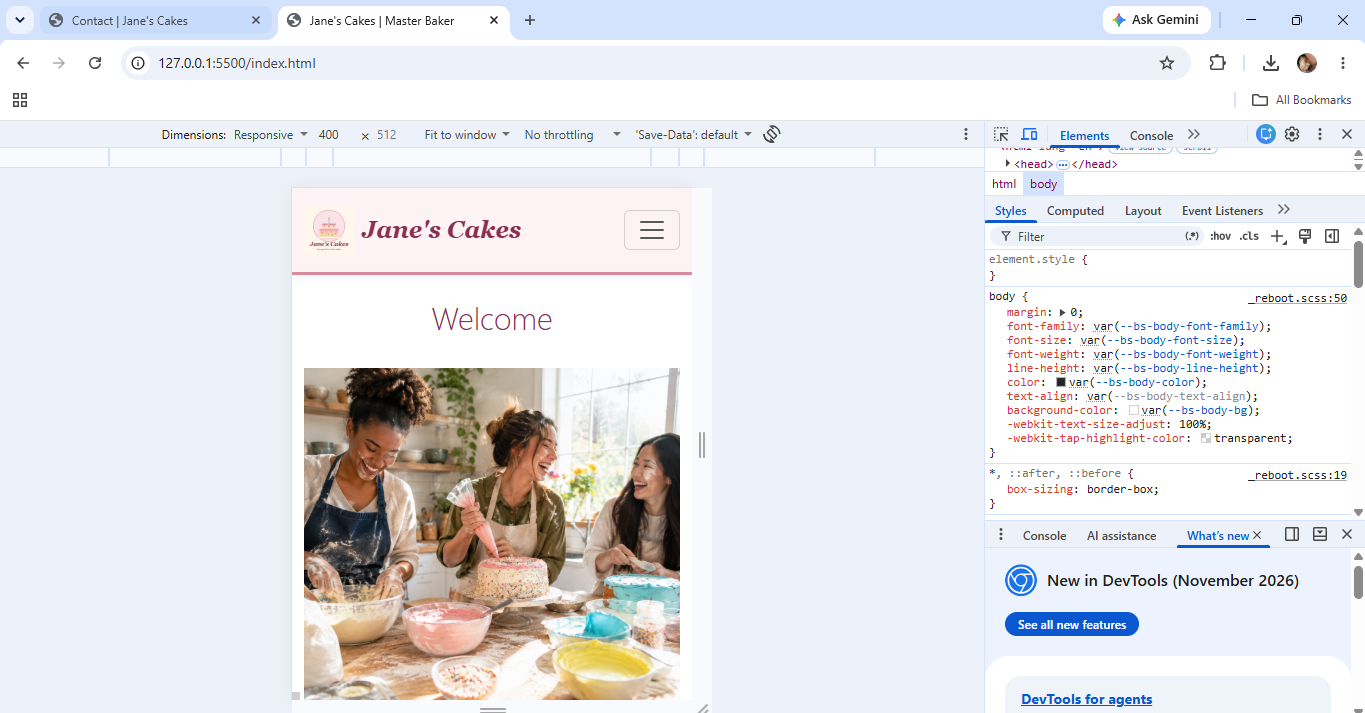 Contact | Jane's Cakes
Jane's Cakes | Master Baker
Ask Gemini
127.0.0.1:5500/index.html
All Bookmarks
Dimensions: Responsive 400 × 512 Fit to window No throttling 'Save-Data': default
Elements Console
<head> ... </head>
html body
Styles Computed Layout Event Listeners
Filter :hov .cls
element.style {
}
body { _reboot.scss:50
margin: 0;
font-family: var(--bs-body-font-family);
font-size: var(--bs-body-font-size);
font-weight: var(--bs-body-font-weight);
line-height: var(--bs-body-line-height);
color: var(--bs-body-color);
text-align: var(--bs-body-text-align);
background-color: var(--bs-body-bg);
-webkit-text-size-adjust: 100%;
-webkit-tap-highlight-color: transparent;
}
*, ::after, ::before { _reboot.scss:19
box-sizing: border-box;
}
Console AI assistance What's new
New in DevTools (November 2026)
See all new features
DevTools for agents
Jane's Cakes
Jane's Cakes
Welcome